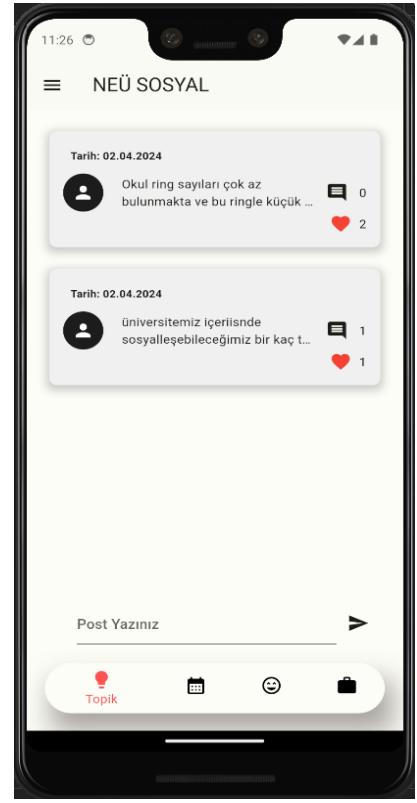 11:26
NEÜ SOSYAL
Tarih: 02.04.2024
Okul ring sayıları çok az
bulunmakta ve bu ringle küçük ...
0
2
Tarih: 02.04.2024
üniversitemiz içeriisnde
sosyalleşebileceğimiz bir kaç t...
1
1
Post Yazınız
Topik